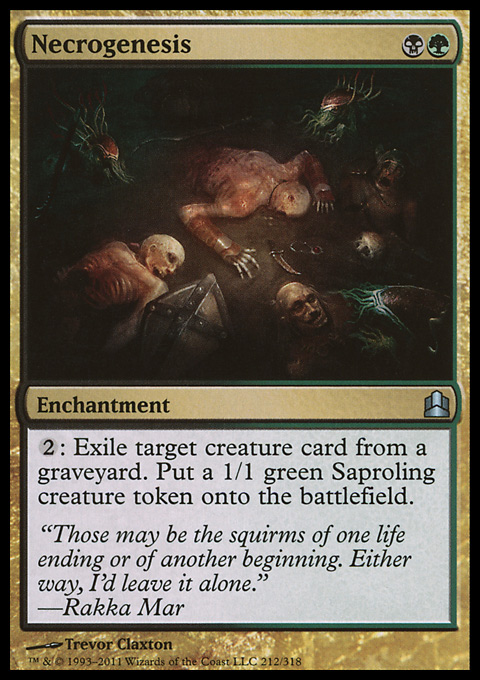 Necrogenesis
Enchantment
2: Exile target creature card from a
graveyard. Put a 1/1 green Saproling
creature token onto the battlefield.
“Those may be the squirms of one life
ending or of another beginning. Either
way, I’d leave it alone.”
—Rakka Mar
Trevor Claxton
™ & © 1993–2011 Wizards of the Coast LLC 212/318